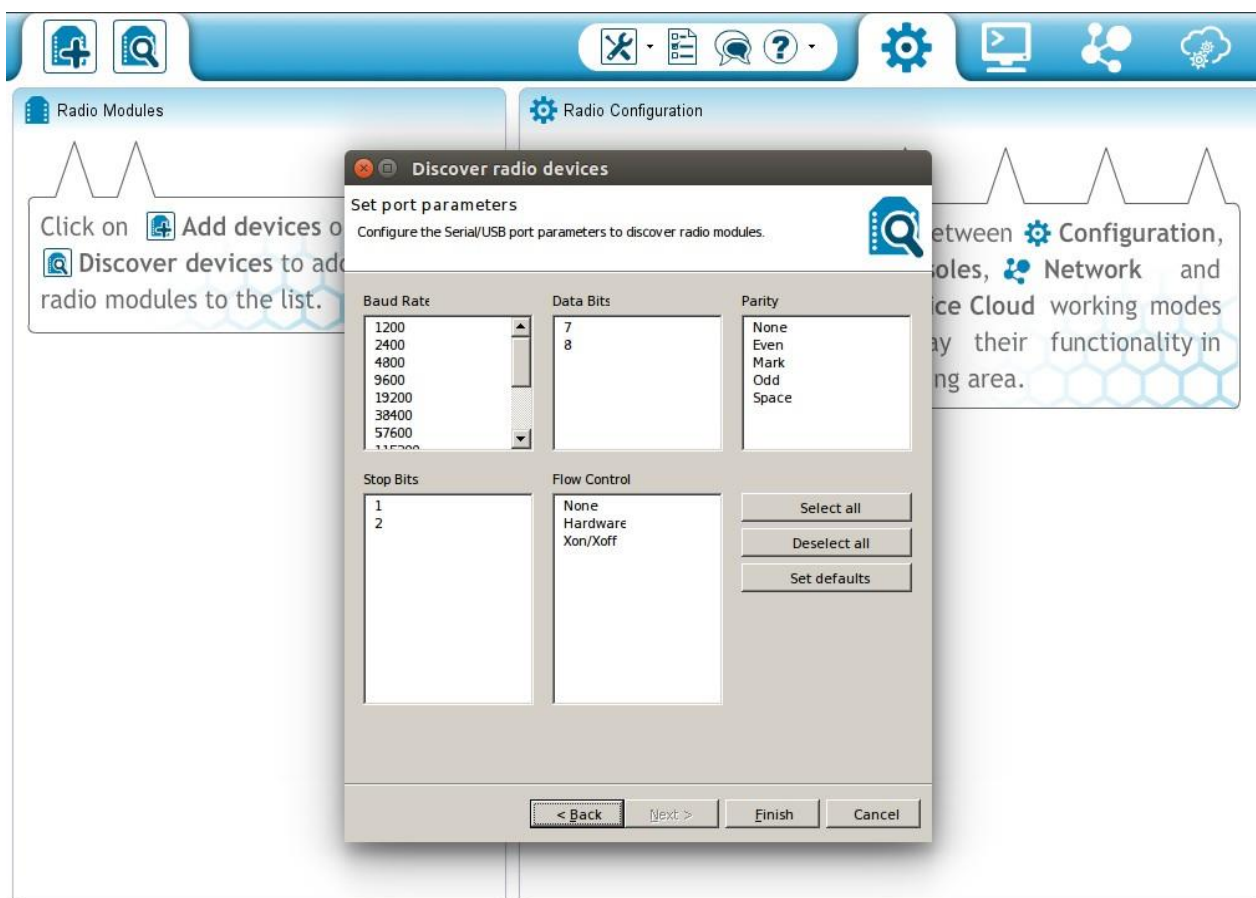 Radio Modules
Radio Configuration
Click on Add devices o
Discover devices to add
radio modules to the list.
Discover radio devices
Set port parameters
Configure the Serial/USB port parameters to discover radio modules.
Baud Rate
1200
2400
4800
9600
19200
38400
57600
115200
Data Bits
7
8
Parity
None
Even
Mark
Odd
Space
Stop Bits
1
2
Flow Control
None
Hardware
Xon/Xoff
Select all
Deselect all
Set defaults
< Back
Next >
Finish
Cancel
etween Configuration,
oles, Network and
ice Cloud working modes
ay their functionality in
ng area.